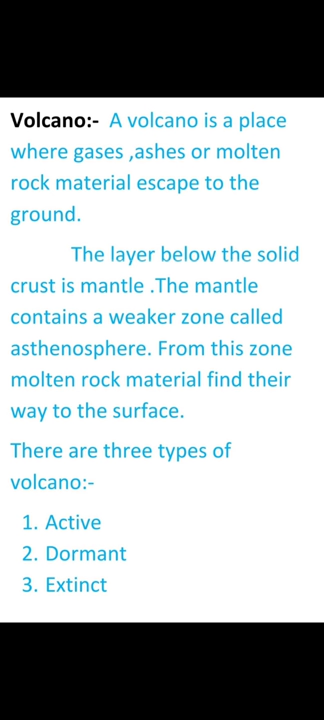 Volcano:- A volcano is a place
where gases ,ashes or molten
rock material escape to the
ground.
The layer below the solid
crust is mantle .The mantle
contains a weaker zone called
asthenosphere. From this zone
molten rock material find their
way to the surface.
There are three types of
volcano:-
1. Active
2. Dormant
3. Extinct